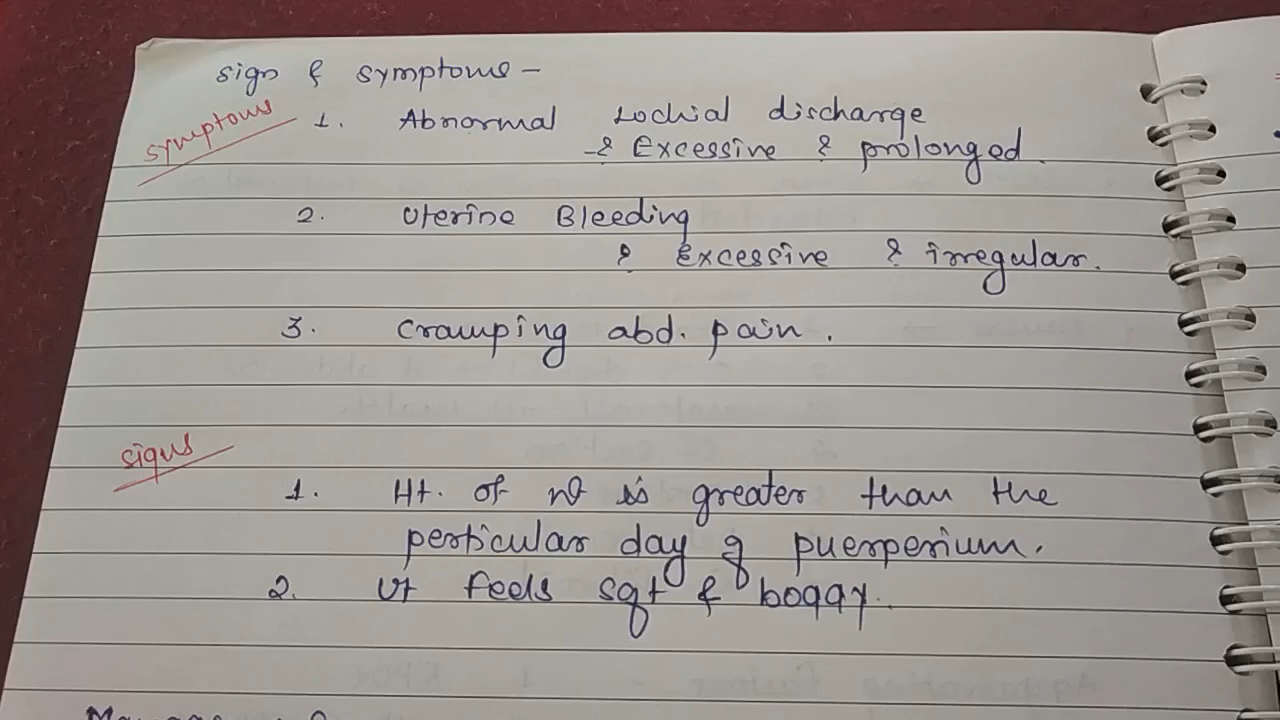 sign & symptoms -
symptoms
1. Abnormal Lochial discharge
Excessive & prolonged.
2. Uterine Bleeding
Excessive & irregular.
3. Cramping abd. pain.
signs
1. Ht. of ut is greater than the
perticular day of puerperium.
2. Ut feels soft & boggy.